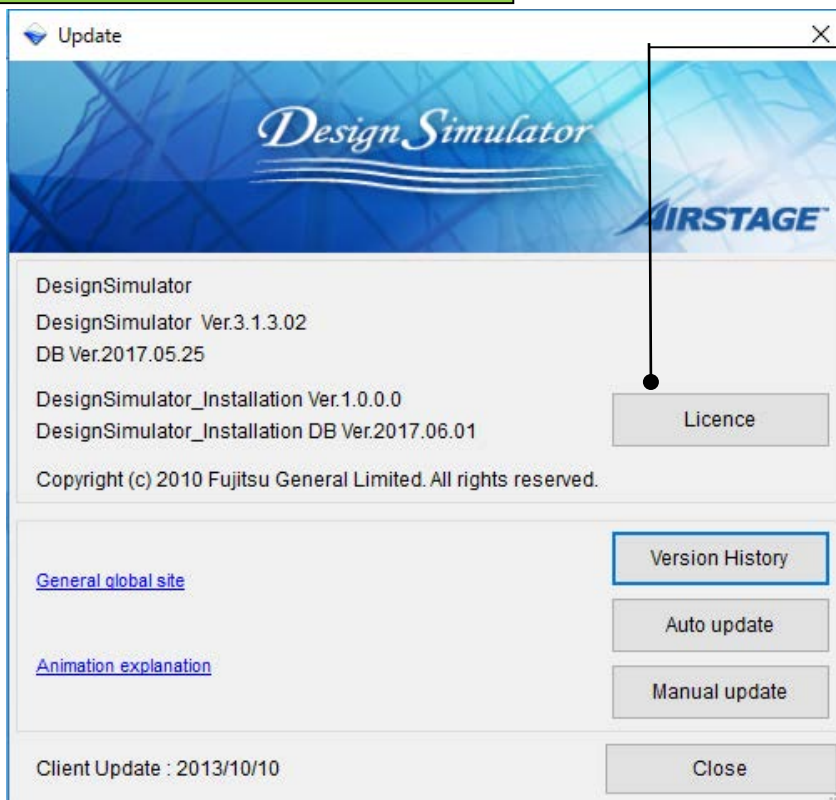 Update
Design Simulator
AIRSTAGE™
DesignSimulator
DesignSimulator Ver.3.1.3.02
DB Ver.2017.05.25
DesignSimulator_Installation Ver.1.0.0.0
DesignSimulator_Installation DB Ver.2017.06.01
Licence
Copyright (c) 2010 Fujitsu General Limited. All rights reserved.
Version History
General global site
Auto update
Animation explanation
Manual update
Client Update : 2013/10/10
Close